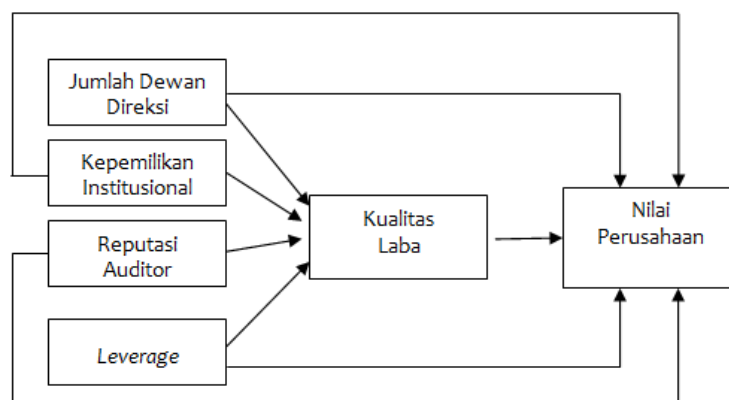 Jumlah Dewan
Direksi
Kepemilikan
Institusional
Reputasi
Auditor
Leverage
Kualitas
Laba
Nilai
Perusahaan